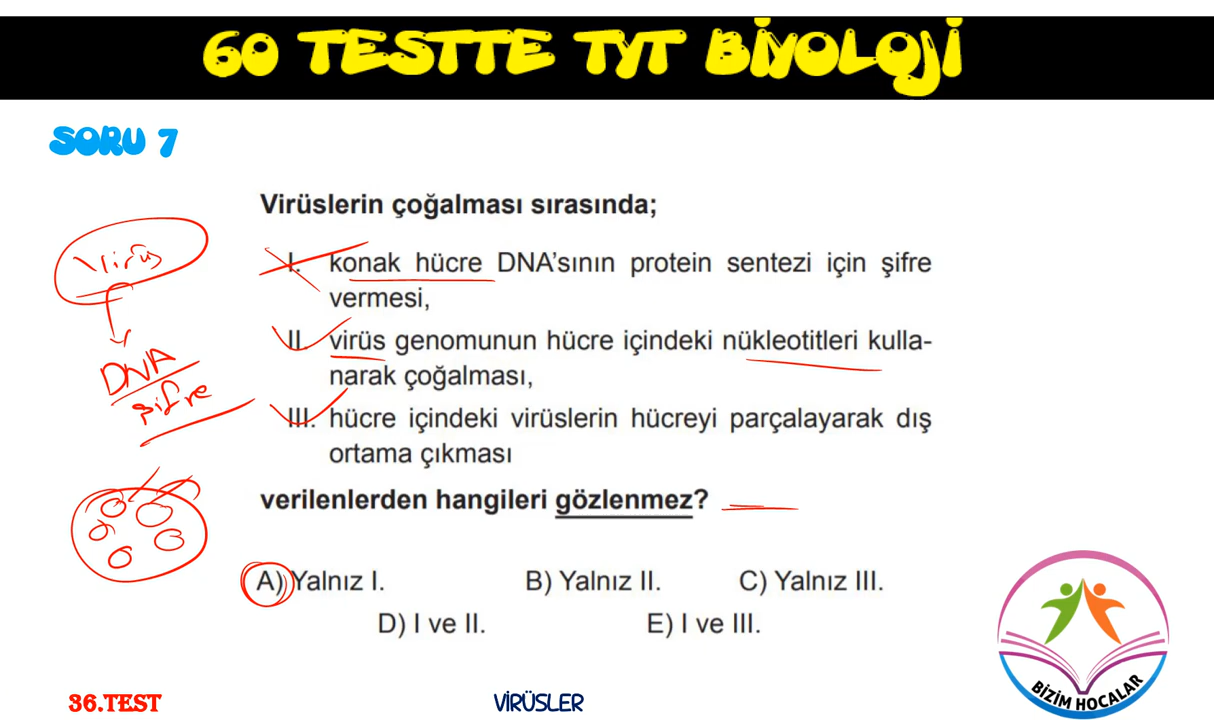 60 TESTTE TYT BİYOLOJİ
SORU 7
Virüslerin çoğalması sırasında;
Virüs
I. konak hücre DNA'sının protein sentezi için şifre
vermesi,
II. virüs genomunun hücre içindeki nükleotitleri kulla-
narak çoğalması,
DNA
şifre
III. hücre içindeki virüslerin hücreyi parçalayarak dış
ortama çıkması
verilenlerden hangileri gözlenmez?
A) Yalnız I. B) Yalnız II. C) Yalnız III.
D) I ve II. E) I ve III.
BİZİM HOCALAR
36.TEST VİRÜSLER